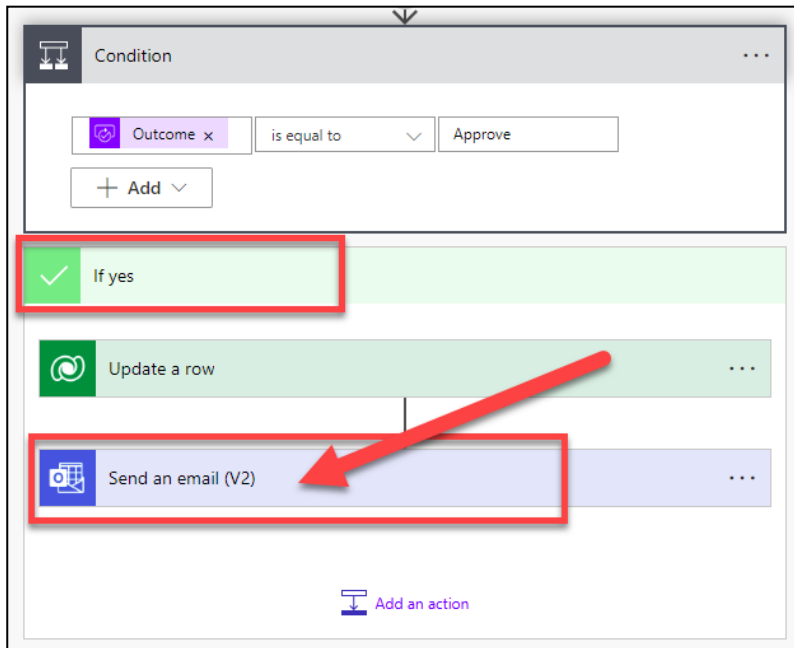 Condition
Outcome x is equal to Approve
Add
If yes
Update a row
Send an email (V2)
Add an action